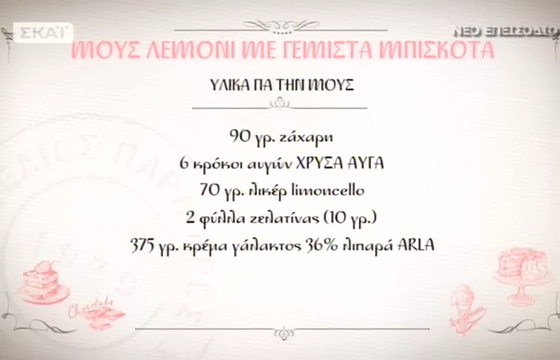 ΣΚΑΪ
ΝΕΟ ΕΠΕΙΣΟΔΙΟ
ΜΟΥΣ ΛΕΜΟΝΙ ΜΕ ΓΕΜΙΣΤΑ ΜΠΙΣΚΟΤΑ
ΥΛΙΚΑ ΓΙΑ ΤΗΝ ΜΟΥΣ
90 γρ. ζάχαρη
6 κρόκοι αυγών ΧΡΥΣΑ ΑΥΓΑ
70 γρ. λικέρ limoncello
2 φύλλα ζελατίνας (10 γρ.)
375 γρ. κρέμα γάλακτος 36% λιπαρά ARLA
Chocolate